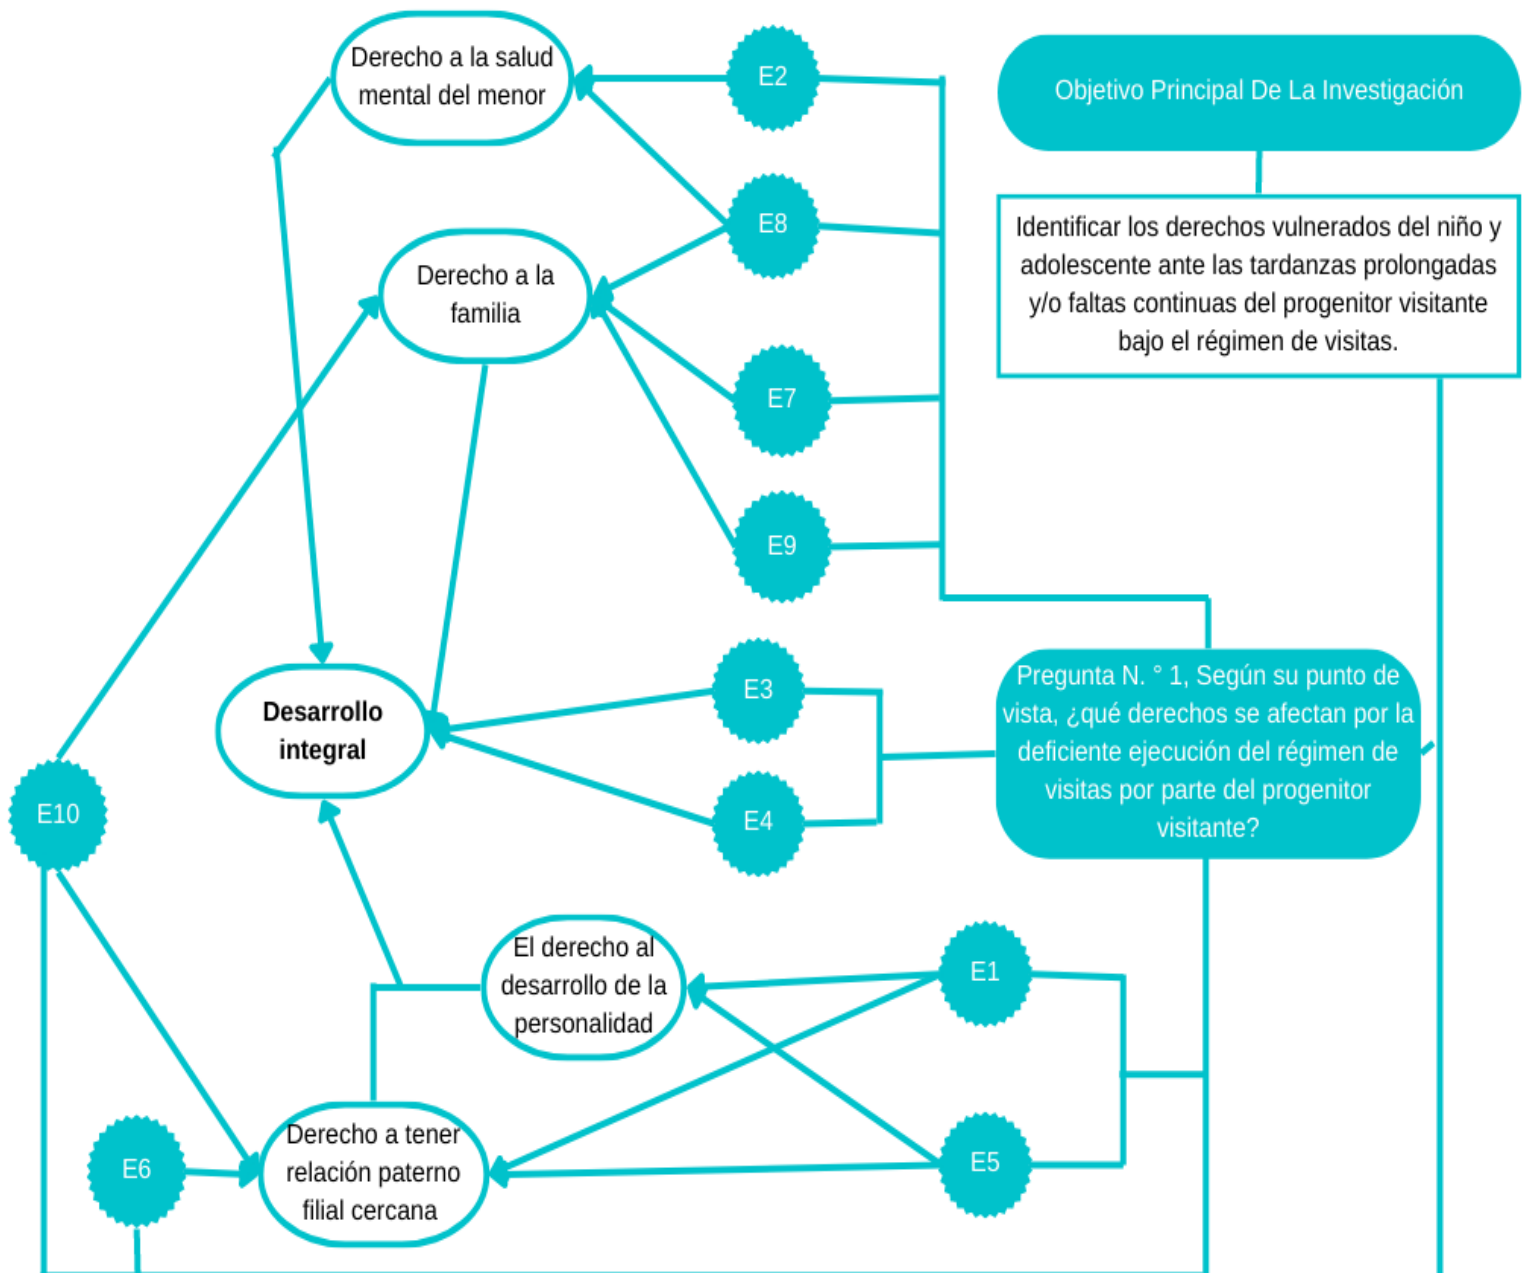 Derecho a la salud
mental del menor
E2
Objetivo Principal De La Investigación
E8
Identificar los derechos vulnerados del niño y
adolescente ante las tardanzas prolongadas
y/o faltas continuas del progenitor visitante
bajo el régimen de visitas.
Derecho a la
familia
E7
E9
E3
Pregunta N. ° 1, Según su punto de
vista, ¿qué derechos se afectan por la
deficiente ejecución del régimen de
visitas por parte del progenitor
visitante?
Desarrollo
integral
E10
E4
El derecho al
desarrollo de la
personalidad
E1
Derecho a tener
relación paterno
filial cercana
E6
E5